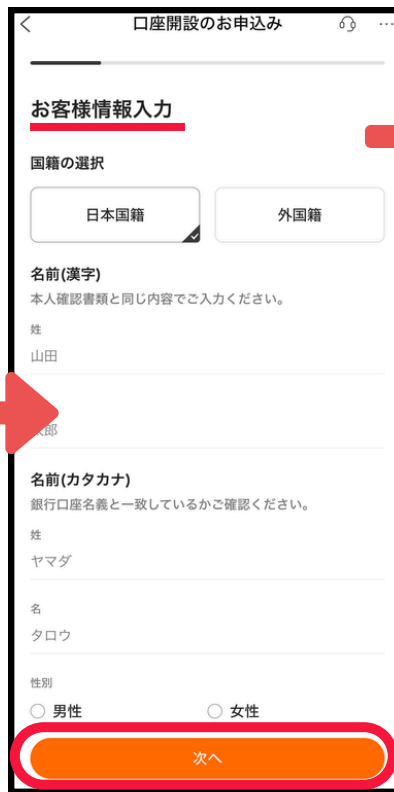 口座開設のお申込み
お客様情報入力
国籍の選択
日本国籍 外国籍
名前(漢字)
本人確認書類と同じ内容でご入力ください。
姓
山田
郎
名前(カタカナ)
銀行口座名義と一致しているかご確認ください。
姓
ヤマダ
名
タロウ
性別
男性 女性
次へ